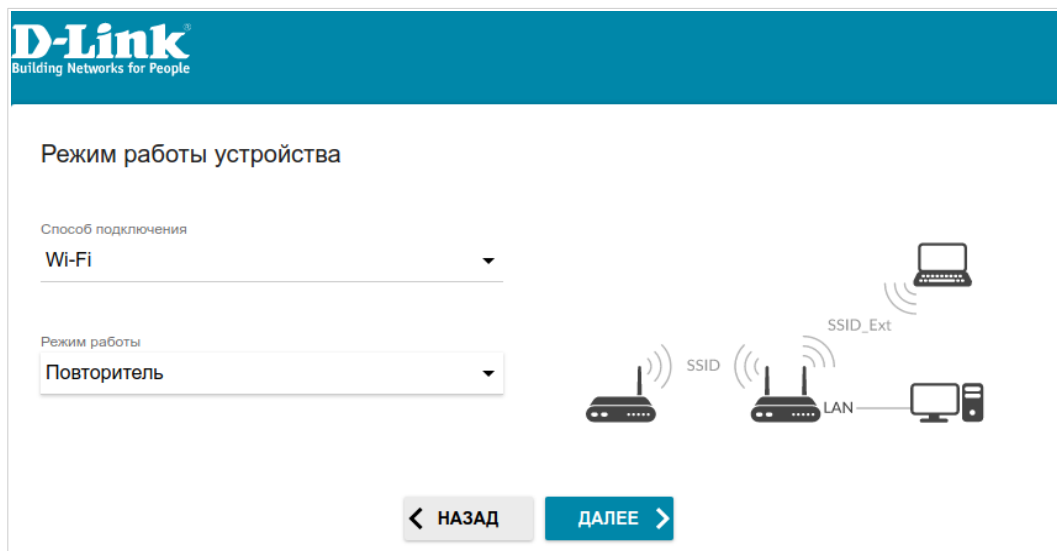 D-Link®
Building Networks for People
Режим работы устройства
Способ подключения
Wi-Fi
Режим работы
Повторитель
SSID
SSID_Ext
LAN
НАЗАД
ДАЛЕЕ